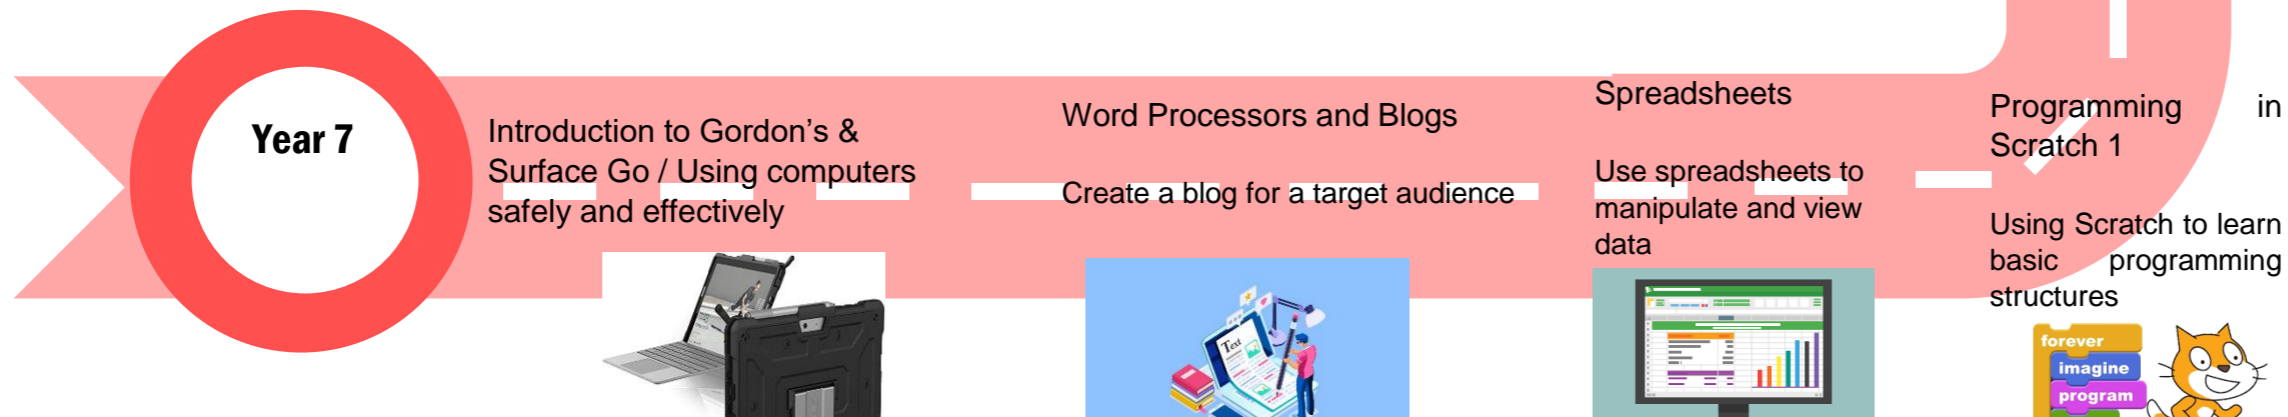 Year 7
Introduction to Gordon's &
Surface Go / Using computers
safely and effectively
Word Processors and Blogs
Create a blog for a target audience
Spreadsheets
Use spreadsheets to
manipulate and view
data
Programming in
Scratch 1
Using Scratch to learn
basic programming
structures
Text
forever
imagine
program